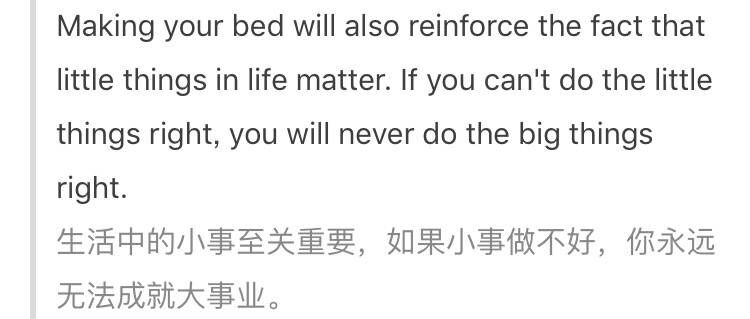 Making your bed will also reinforce the fact that
little things in life matter. If you can't do the little
things right, you will never do the big things
right.
生活中的小事至关重要，如果小事做不好，你永远
无法成就大事业。